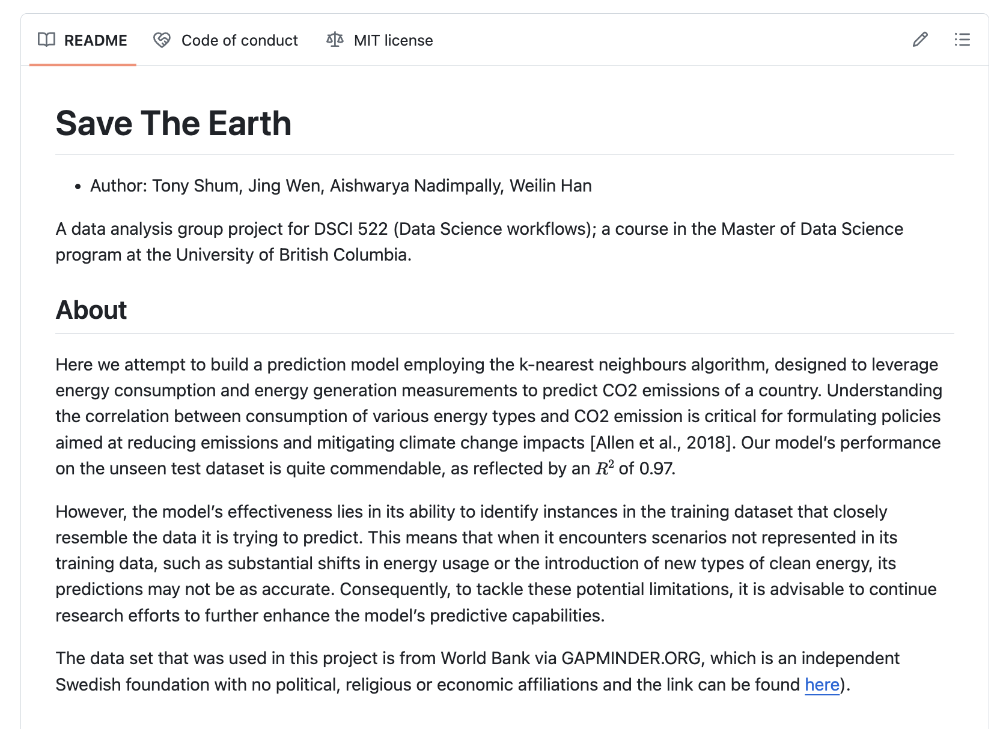 README
Code of conduct
MIT license
Save The Earth
• Author: Tony Shum, Jing Wen, Aishwarya Nadimpally, Weilin Han
A data analysis group project for DSCI 522 (Data Science workflows); a course in the Master of Data Science
program at the University of British Columbia.
About
Here we attempt to build a prediction model employing the k-nearest neighbours algorithm, designed to leverage
energy consumption and energy generation measurements to predict CO2 emissions of a country. Understanding
the correlation between consumption of various energy types and CO2 emission is critical for formulating policies
aimed at reducing emissions and mitigating climate change impacts [Allen et al., 2018]. Our model’s performance
on the unseen test dataset is quite commendable, as reflected by an R² of 0.97.
However, the model’s effectiveness lies in its ability to identify instances in the training dataset that closely
resemble the data it is trying to predict. This means that when it encounters scenarios not represented in its
training data, such as substantial shifts in energy usage or the introduction of new types of clean energy, its
predictions may not be as accurate. Consequently, to tackle these potential limitations, it is advisable to continue
research efforts to further enhance the model’s predictive capabilities.
The data set that was used in this project is from World Bank via GAPMINDER.ORG, which is an independent
Swedish foundation with no political, religious or economic affiliations and the link can be found here).